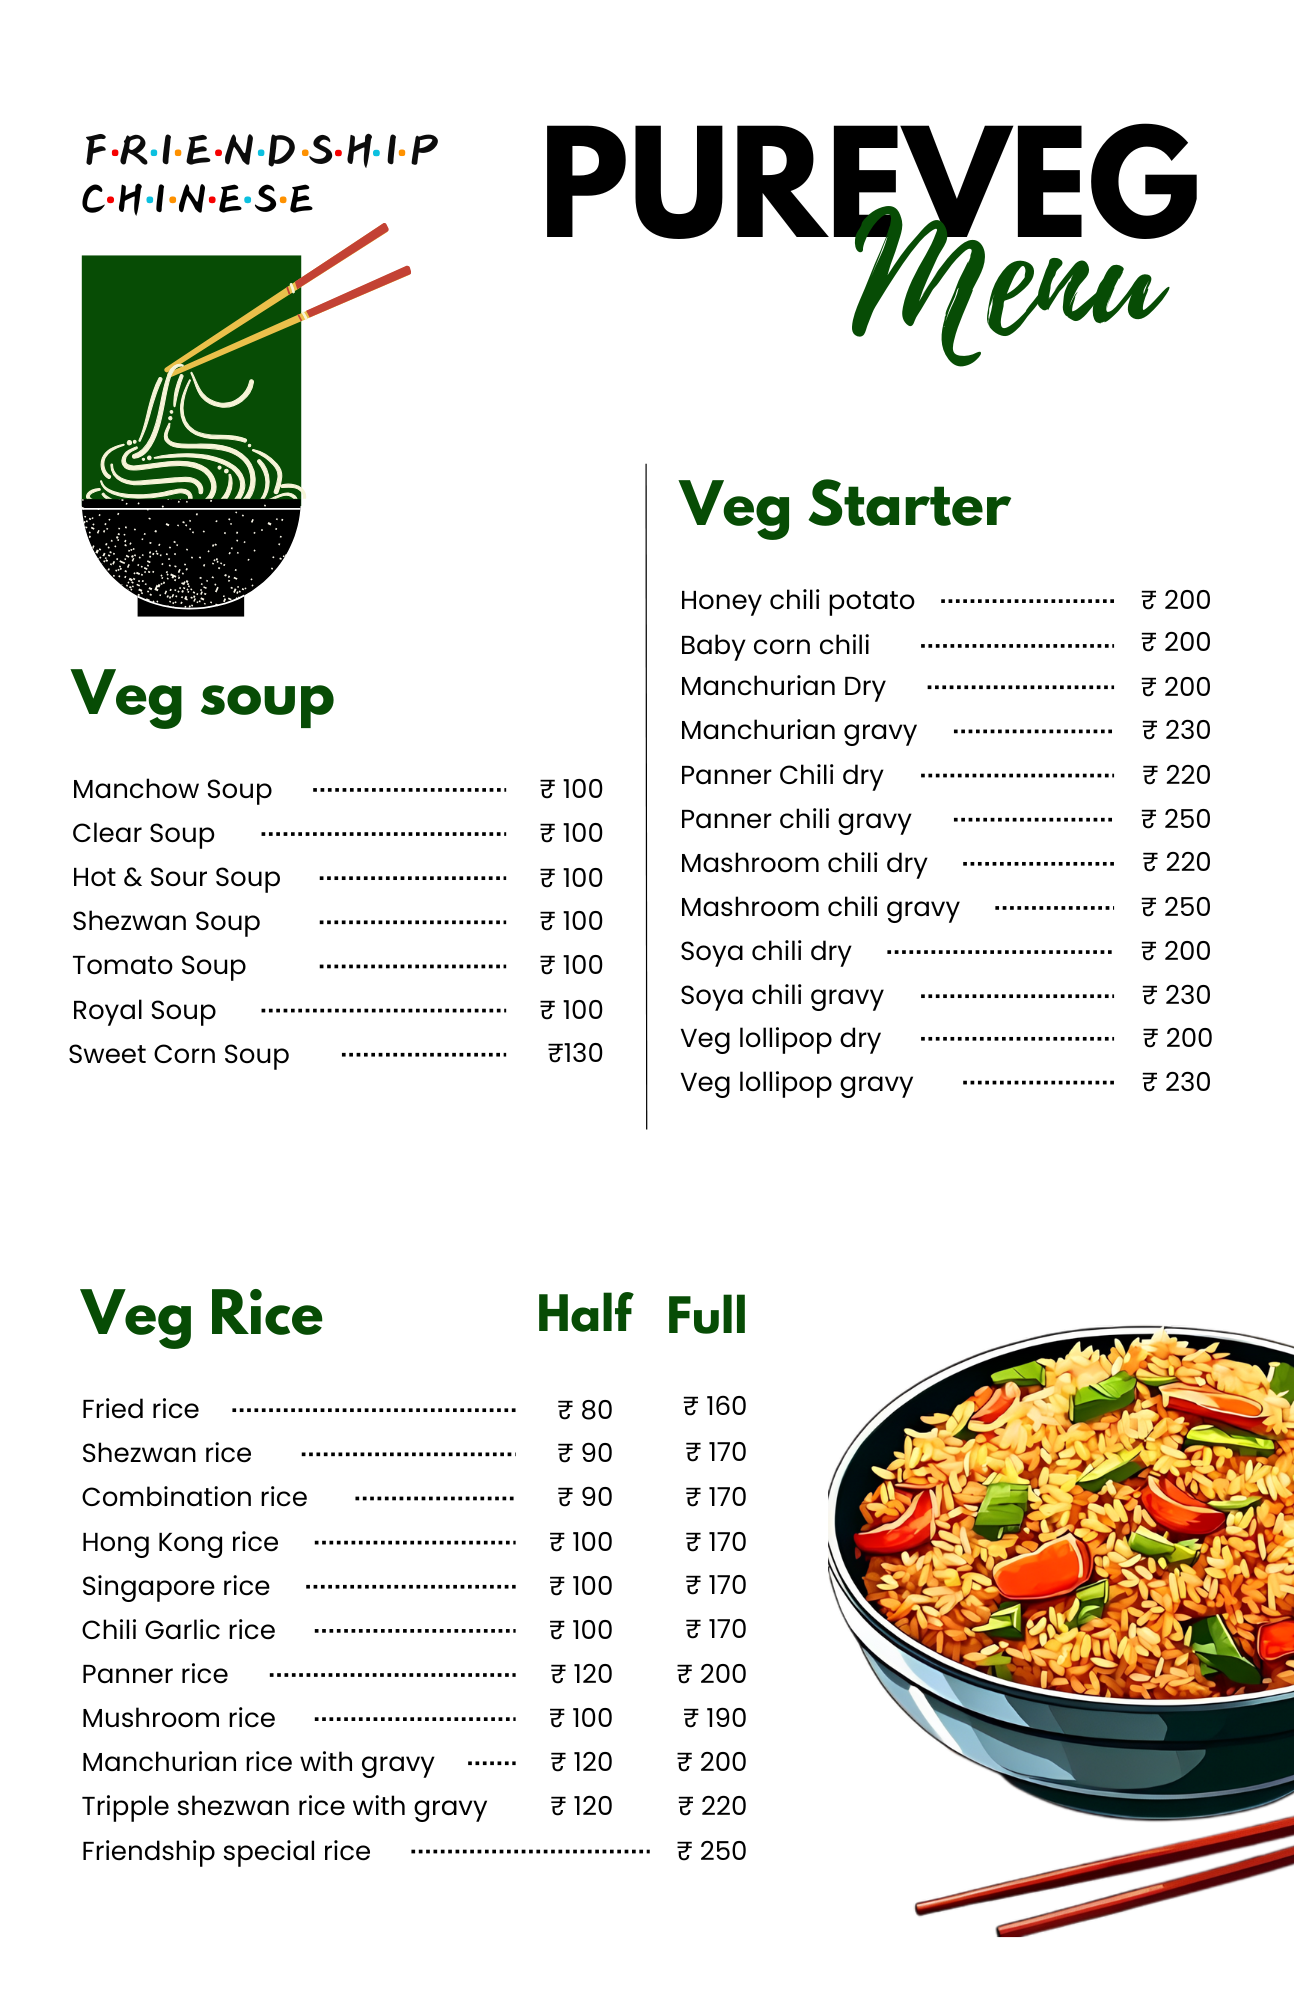 FRIENDSHIP
CHINESE
PUREVEG
Menu
Veg soup
Manchow Soup ₹ 100
Clear Soup ₹ 100
Hot & Sour Soup ₹ 100
Shezwan Soup ₹ 100
Tomato Soup ₹ 100
Royal Soup ₹ 100
Sweet Corn Soup ₹130
Veg Starter
Honey chili potato ₹ 200
Baby corn chili ₹ 200
Manchurian Dry ₹ 200
Manchurian gravy ₹ 230
Panner Chili dry ₹ 220
Panner chili gravy ₹ 250
Mashroom chili dry ₹ 220
Mashroom chili gravy ₹ 250
Soya chili dry ₹ 200
Soya chili gravy ₹ 230
Veg lollipop dry ₹ 200
Veg lollipop gravy ₹ 230
Veg Rice Half Full
Fried rice ₹ 80 ₹ 160
Shezwan rice ₹ 90 ₹ 170
Combination rice ₹ 90 ₹ 170
Hong Kong rice ₹ 100 ₹ 170
Singapore rice ₹ 100 ₹ 170
Chili Garlic rice ₹ 100 ₹ 170
Panner rice ₹ 120 ₹ 200
Mushroom rice ₹ 100 ₹ 190
Manchurian rice with gravy ₹ 120 ₹ 200
Tripple shezwan rice with gravy ₹ 120 ₹ 220
Friendship special rice ₹ 250